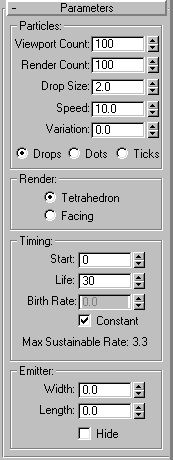 - Parameters
Particles:
Viewport Count: 100
Render Count: 100
Drop Size: 2.0
Speed: 10.0
Variation: 0.0
Drops Dots Ticks
Render:
Tetrahedron
Facing
Timing:
Start: 0
Life: 30
Birth Rate: 0.0
Constant
Max Sustainable Rate: 3.3
Emitter:
Width: 0.0
Length: 0.0
Hide